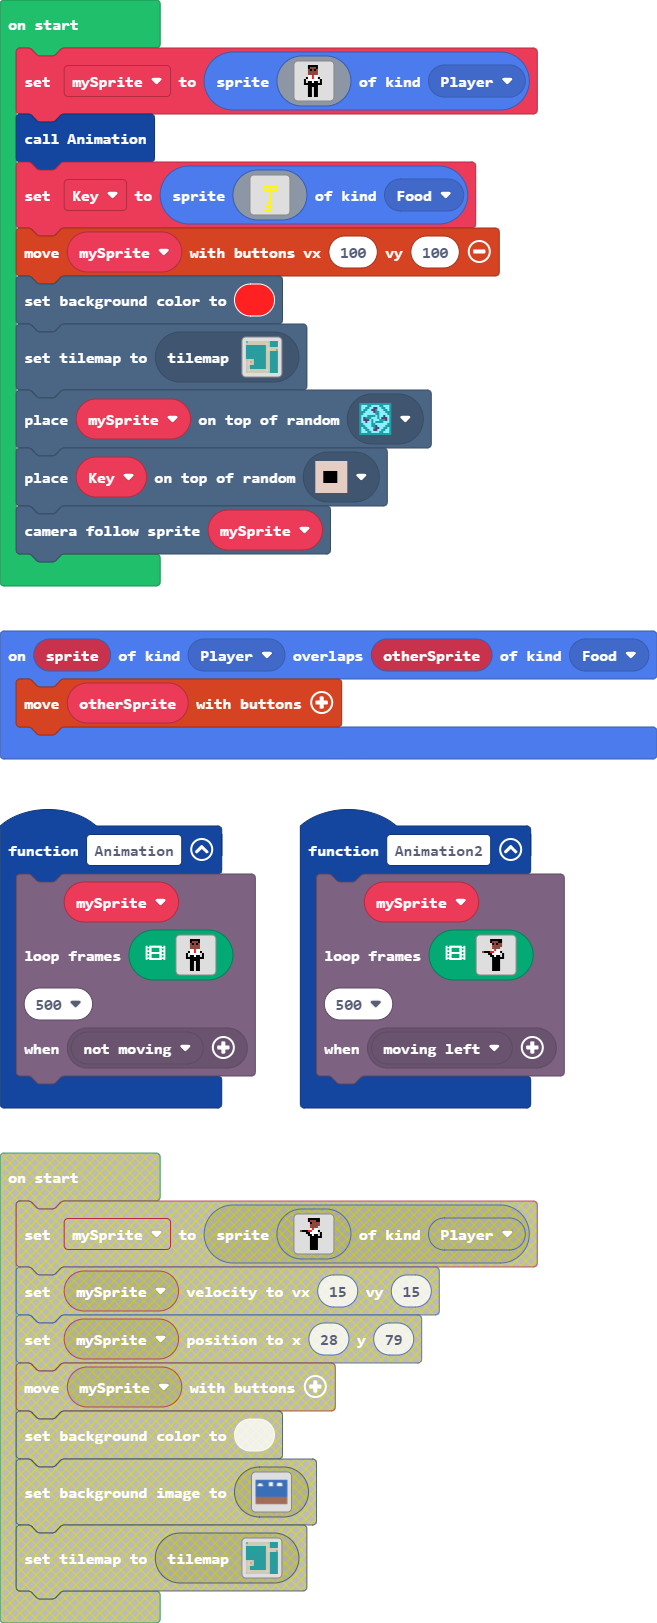 on start
set mySprite to sprite of kind Player
call Animation
set Key to sprite of kind Food
move mySprite with buttons vx 100 vy 100
set background color to
set tilemap to tilemap
place mySprite on top of random
place Key on top of random
camera follow sprite mySprite
on sprite of kind Player overlaps otherSprite of kind Food
move otherSprite with buttons
function Animation
mySprite
loop frames
500
when not moving
function Animation2
mySprite
loop frames
500
when moving left
on start
set mySprite to sprite of kind Player
set mySprite velocity to vx 15 vy 15
set mySprite position to x 28 y 79
move mySprite with buttons
set background color to
set background image to
set tilemap to tilemap